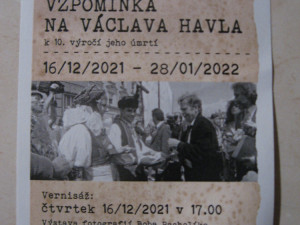 VZPOMÍNKA
NA VÁCLAVA HAVLA
k 10. výročí jeho úmrtí
16/12/2021 – 28/01/2022
Vernisáž:
čtvrtek 16/12/2021 v 17.00
Výstava fotografií